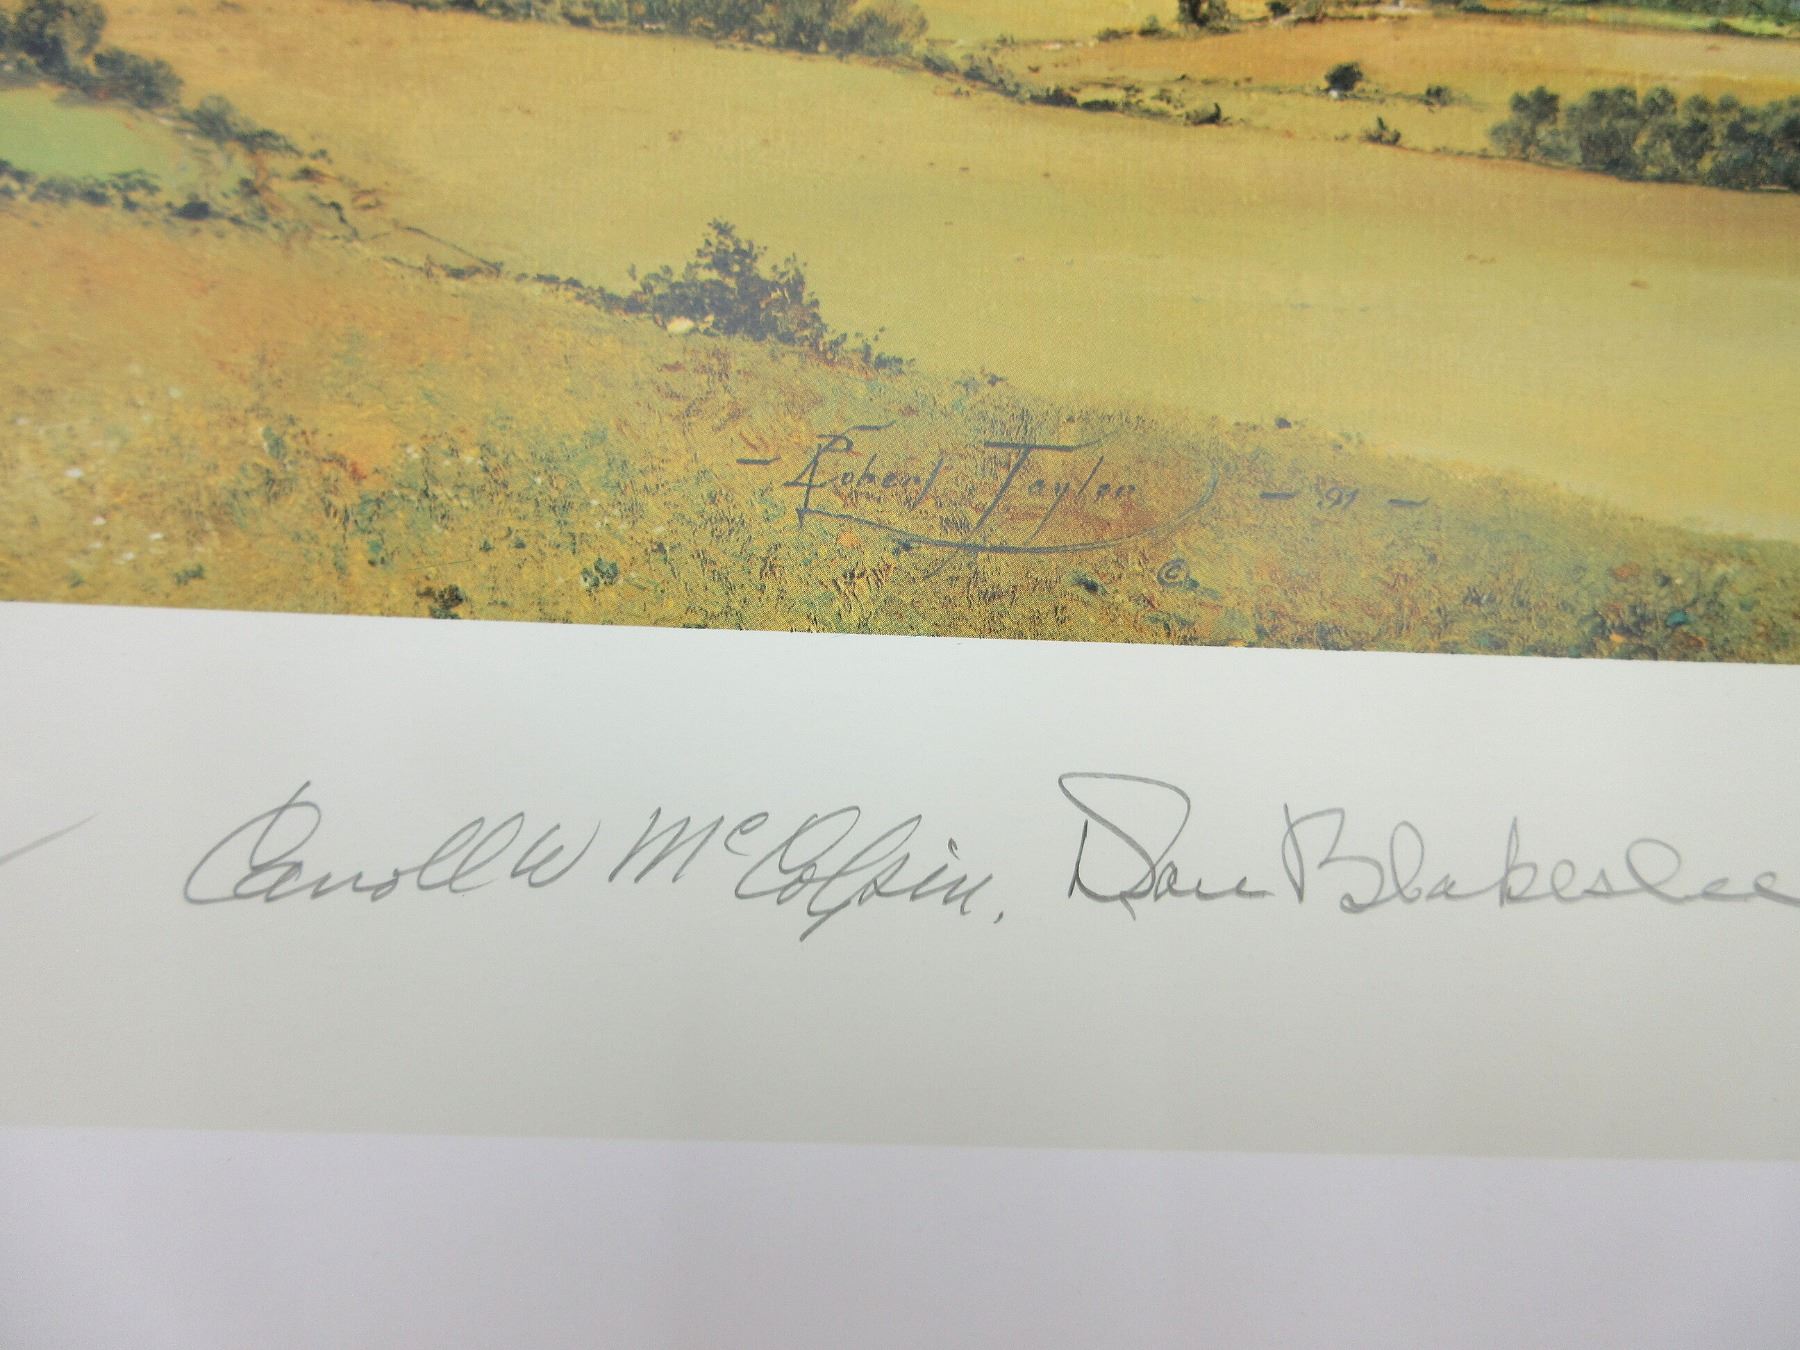 - Robert Taylor - 91 -
©
Carroll W McColpin, Don Blakeslee